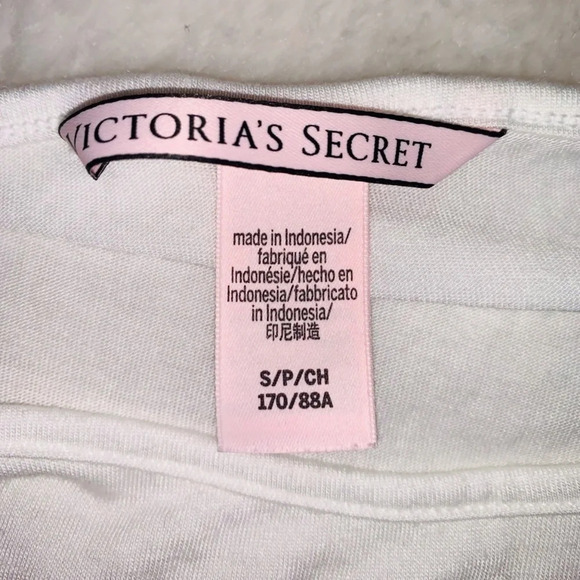 VICTORIA'S SECRET
made in Indonesia/
fabriqué en
Indonésie/hecho en
Indonesia/fabbricato
in Indonesia/
印尼制造
S/P/CH
170/88A